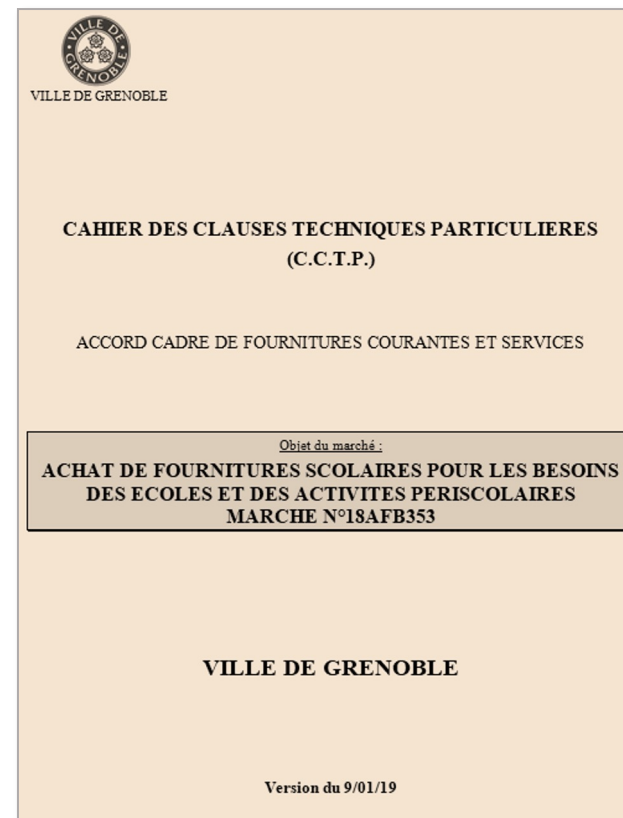 VILLE DE
GRENOBLE
VILLE DE GRENOBLE
CAHIER DES CLAUSES TECHNIQUES PARTICULIERES
(C.C.T.P.)
ACCORD CADRE DE FOURNITURES COURANTES ET SERVICES
Objet du marché :
ACHAT DE FOURNITURES SCOLAIRES POUR LES BESOINS
DES ECOLES ET DES ACTIVITES PERISCOLAIRES
MARCHE N°18AFB353
VILLE DE GRENOBLE
Version du 9/01/19